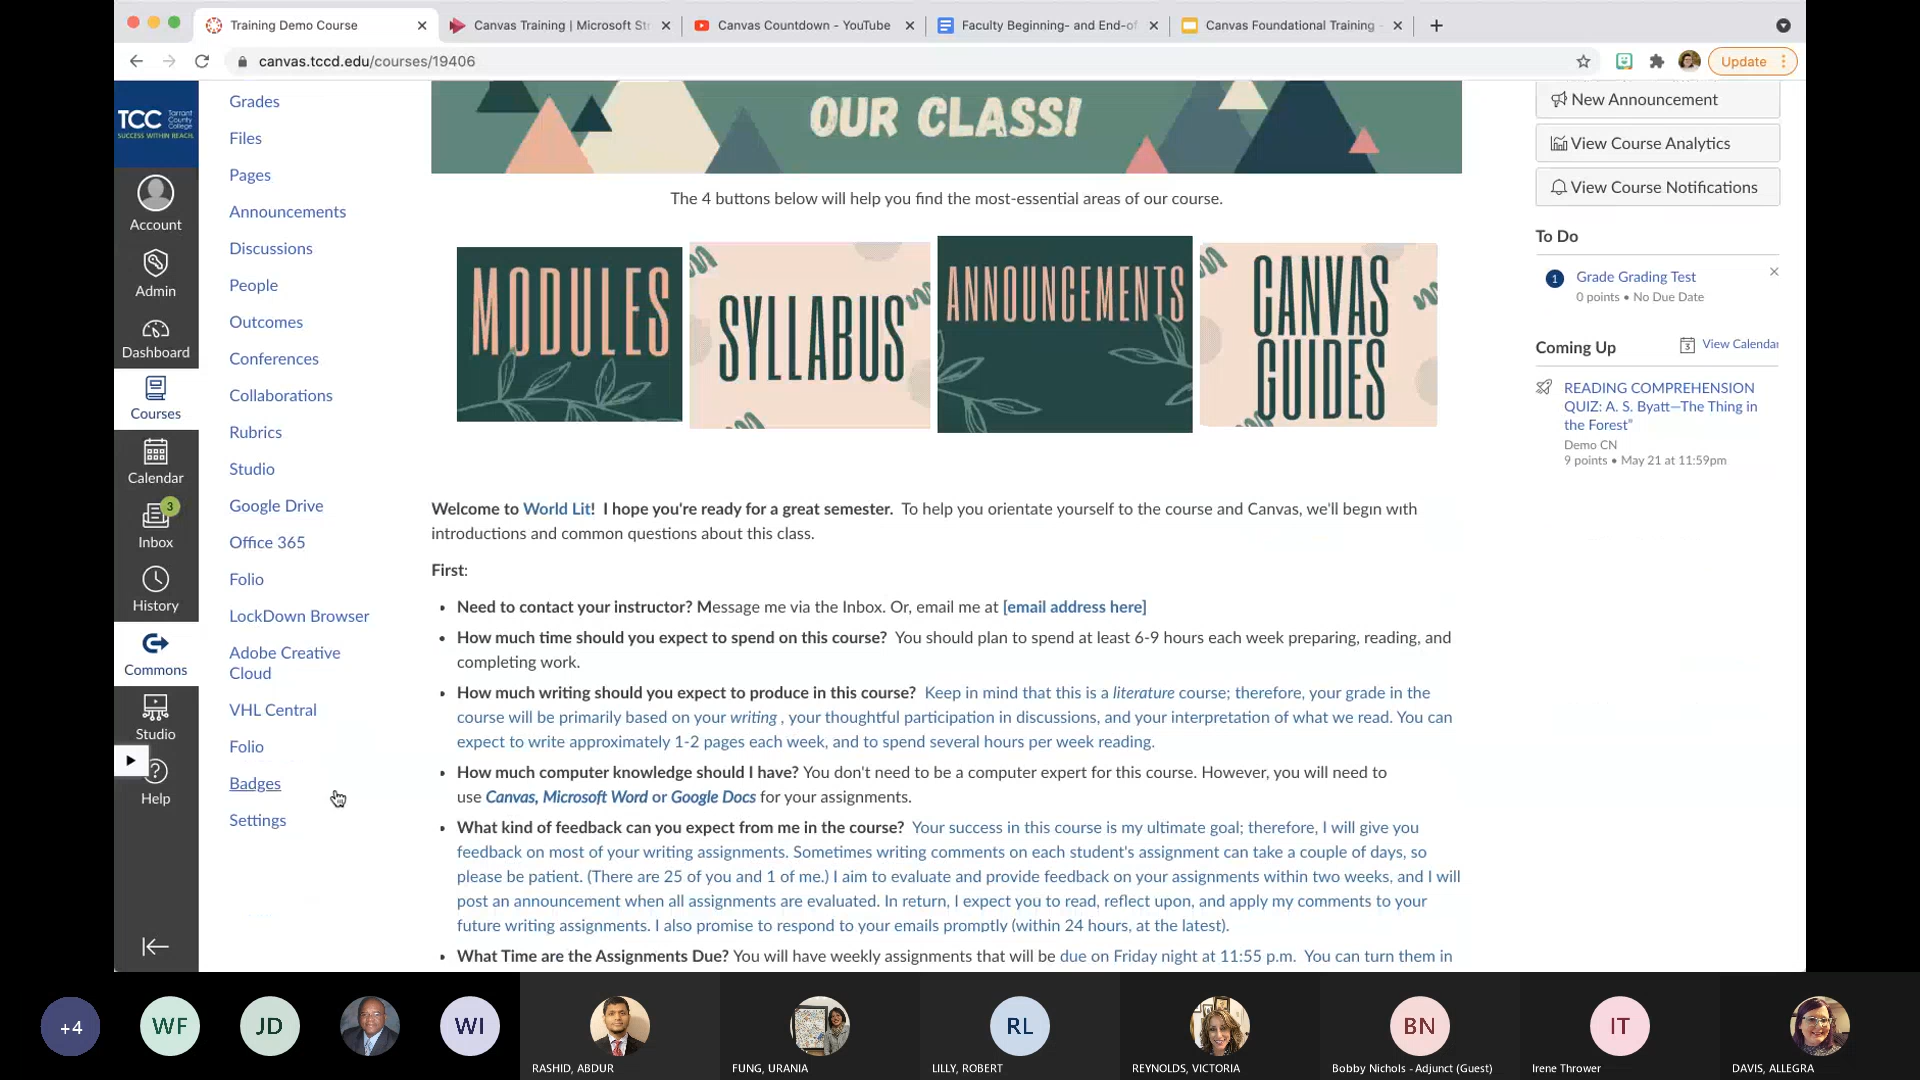 Training Demo Course
Canvas Training | Microsoft St
Canvas Countdown - YouTube
Faculty Beginning- and End-of
Canvas Foundational Training -
canvas.tccd.edu/courses/19406
Update
TCC Tarrant County College
SUCCESS WITHIN REACH.
Account
Admin
Dashboard
Courses
Calendar
3
Inbox
History
Commons
Studio
Help
Grades
Files
Pages
Announcements
Discussions
People
Outcomes
Conferences
Collaborations
Rubrics
Studio
Google Drive
Office 365
Folio
LockDown Browser
Adobe Creative
Cloud
VHL Central
Folio
Badges
Settings
OUR CLASS!
The 4 buttons below will help you find the most-essential areas of our course.
MODULES
SYLLABUS
ANNOUNCEMENTS
CANVAS
GUIDES
Welcome to World Lit! I hope you're ready for a great semester. To help you orientate yourself to the course and Canvas, we'll begin with
introductions and common questions about this class.
First:
• Need to contact your instructor? Message me via the Inbox. Or, email me at [email address here]
• How much time should you expect to spend on this course? You should plan to spend at least 6-9 hours each week preparing, reading, and
completing work.
• How much writing should you expect to produce in this course? Keep in mind that this is a literature course; therefore, your grade in the
course will be primarily based on your writing , your thoughtful participation in discussions, and your interpretation of what we read. You can
expect to write approximately 1-2 pages each week, and to spend several hours per week reading.
• How much computer knowledge should I have? You don't need to be a computer expert for this course. However, you will need to
use Canvas, Microsoft Word or Google Docs for your assignments.
• What kind of feedback can you expect from me in the course? Your success in this course is my ultimate goal; therefore, I will give you
feedback on most of your writing assignments. Sometimes writing comments on each student's assignment can take a couple of days, so
please be patient. (There are 25 of you and 1 of me.) I aim to evaluate and provide feedback on your assignments within two weeks, and I will
post an announcement when all assignments are evaluated. In return, I expect you to read, reflect upon, and apply my comments to your
future writing assignments. I also promise to respond to your emails promptly (within 24 hours, at the latest).
• What Time are the Assignments Due? You will have weekly assignments that will be due on Friday night at 11:55 p.m. You can turn them in
New Announcement
View Course Analytics
View Course Notifications
To Do
1
Grade Grading Test
0 points • No Due Date
Coming Up
3
View Calendar
READING COMPREHENSION
QUIZ: A. S. Byatt—The Thing in
the Forest"
Demo CN
9 points • May 21 at 11:59pm
+4
WF
JD
WI
RASHID, ABDUR
FUNG, URANIA
RL
LILLY, ROBERT
REYNOLDS, VICTORIA
BN
Bobby Nichols - Adjunct (Guest)
IT
Irene Thrower
DAVIS, ALLEGRA